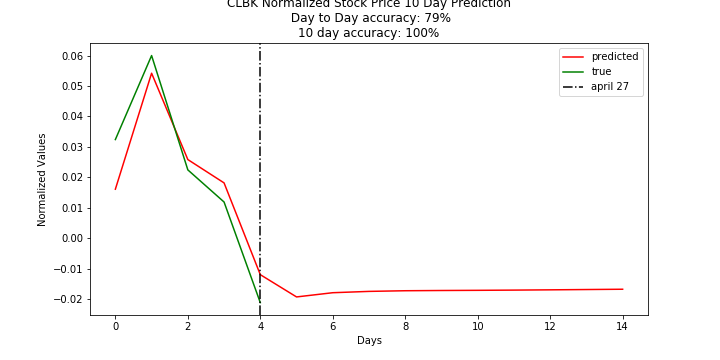 CLBK Normalized Stock Price 10 Day Prediction
Day to Day accuracy: 79%
10 day accuracy: 100%
predicted
true
april 27
Normalized Values
0.06
0.05
0.04
0.03
0.02
0.01
0.00
−0.01
−0.02
0 2 4 6 8 10 12 14
Days